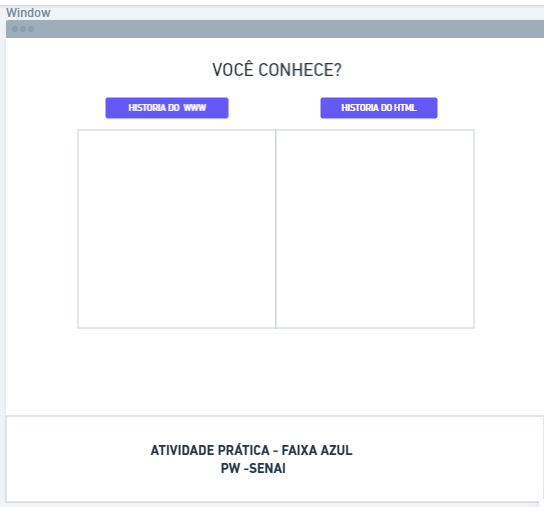 Window
VOCÊ CONHECE?
HISTORIA DO WWW
HISTORIA DO HTML
ATIVIDADE PRÁTICA - FAIXA AZUL
PW -SENAI